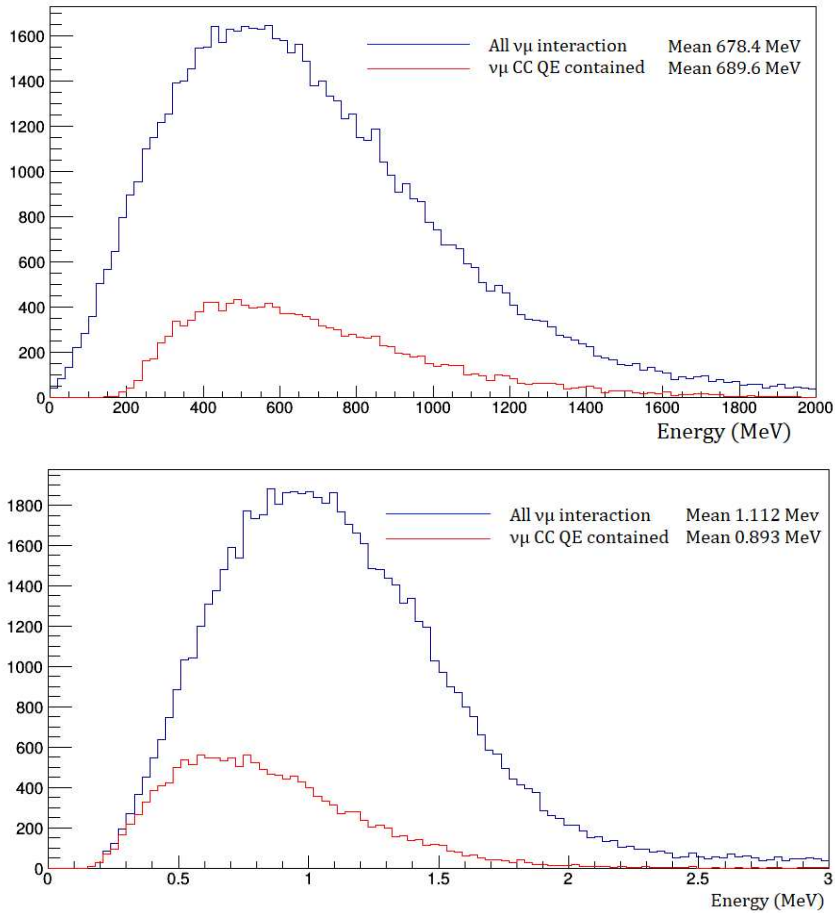 1600
1400
1200
1000
800
600
400
200
0
All νμ interaction Mean 678.4 MeV
νμ CC QE contained Mean 689.6 MeV
0 200 400 600 800 1000 1200 1400 1600 1800 2000
Energy (MeV)
1800
1600
1400
1200
1000
800
600
400
200
0
All νμ interaction Mean 1.112 Mev
νμ CC QE contained Mean 0.893 MeV
0 0.5 1 1.5 2 2.5 3
Energy (MeV)